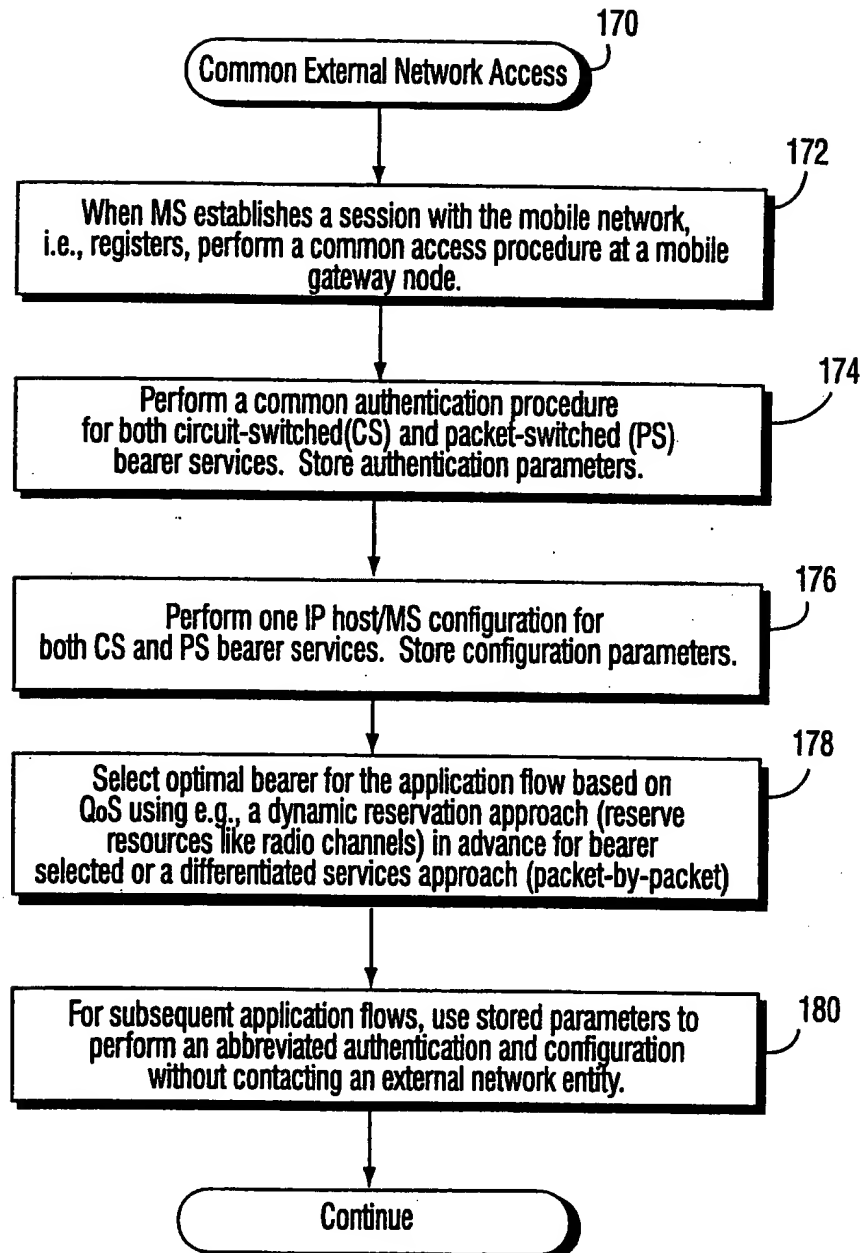 170
Common External Network Access
172
When MS establishes a session with the mobile network,
i.e., registers, perform a common access procedure at a mobile
gateway node.
174
Perform a common authentication procedure
for both circuit-switched(CS) and packet-switched (PS)
bearer services. Store authentication parameters.
176
Perform one IP host/MS configuration for
both CS and PS bearer services. Store configuration parameters.
178
Select optimal bearer for the application flow based on
QoS using e.g., a dynamic reservation approach (reserve
resources like radio channels) in advance for bearer
selected or a differentiated services approach (packet-by-packet)
180
For subsequent application flows, use stored parameters to
perform an abbreviated authentication and configuration
without contacting an external network entity.
Continue